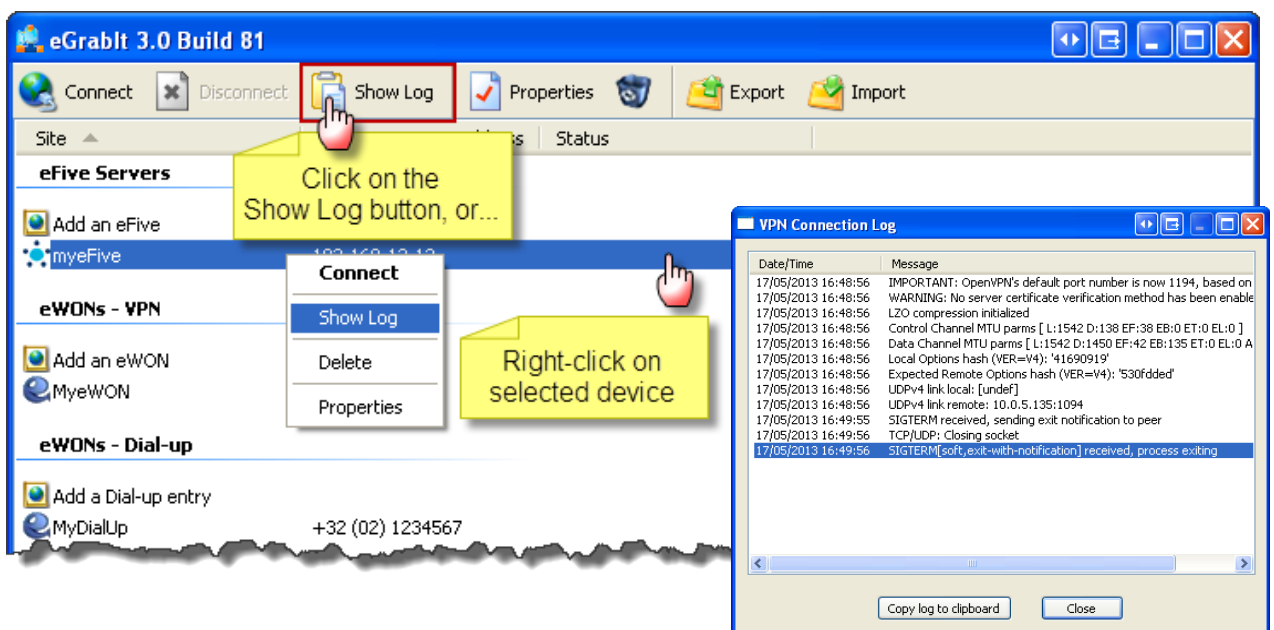 eGrabIt 3.0 Build 81
Connect Disconnect Show Log Properties Export Import
Site Status
eFive Servers
Click on the
Show Log button, or...
Add an eFive
myeFive
Connect
Show Log
Delete
Properties
eWONs - VPN
Add an eWON
MyeWON
Right-click on
selected device
eWONs - Dial-up
Add a Dial-up entry
MyDialUp +32 (02) 1234567
VPN Connection Log
Date/Time Message
17/05/2013 16:48:56 IMPORTANT: OpenVPN's default port number is now 1194, based on
17/05/2013 16:48:56 WARNING: No server certificate verification method has been enable
17/05/2013 16:48:56 LZO compression initialized
17/05/2013 16:48:56 Control Channel MTU parms [ L:1542 D:138 EF:38 EB:0 ET:0 EL:0 ]
17/05/2013 16:48:56 Data Channel MTU parms [ L:1542 D:1450 EF:42 EB:135 ET:0 EL:0 A
17/05/2013 16:48:56 Local Options hash (VER=V4): '41690919'
17/05/2013 16:48:56 Expected Remote Options hash (VER=V4): '530fdded'
17/05/2013 16:48:56 UDPv4 link local: [undef]
17/05/2013 16:48:56 UDPv4 link remote: 10.0.5.135:1094
17/05/2013 16:49:55 SIGTERM received, sending exit notification to peer
17/05/2013 16:49:56 TCP/UDP: Closing socket
17/05/2013 16:49:56 SIGTERM[soft,exit-with-notification] received, process exiting
Copy log to clipboard Close